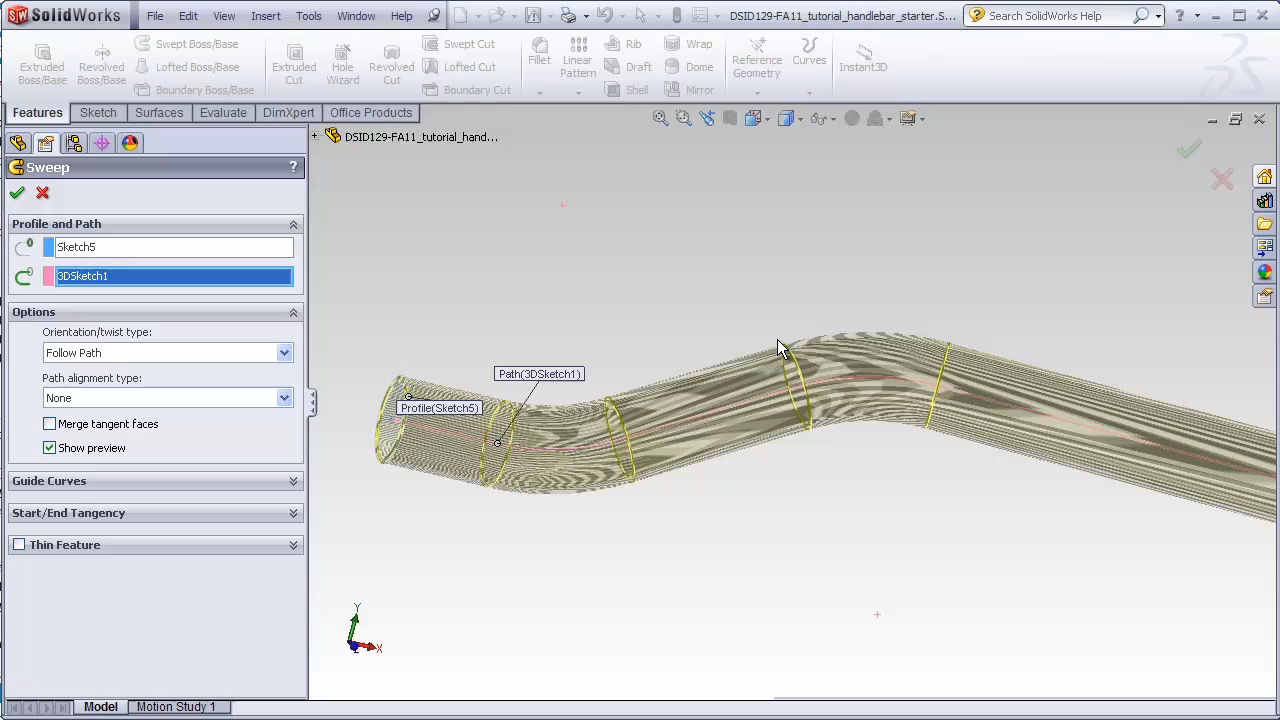 SolidWorks
File Edit View Insert Tools Window Help
DSID129-FA11_tutorial_handlebar_starter.S...
Search SolidWorks Help
Extruded Boss/Base
Revolved Boss/Base
Swept Boss/Base
Lofted Boss/Base
Boundary Boss/Base
Extruded Cut
Hole Wizard
Revolved Cut
Swept Cut
Lofted Cut
Boundary Cut
Fillet
Linear Pattern
Rib
Draft
Shell
Wrap
Dome
Mirror
Reference Geometry
Curves
Instant3D
Features Sketch Surfaces Evaluate DimXpert Office Products
DSID129-FA11_tutorial_hand...
Sweep ?
Profile and Path
Sketch5
3DSketch1
Options
Orientation/twist type:
Follow Path
Path alignment type:
None
Merge tangent faces
Show preview
Guide Curves
Start/End Tangency
Thin Feature
Path(3DSketch1)
Profile(Sketch5)
Y
X
Z
Model Motion Study 1